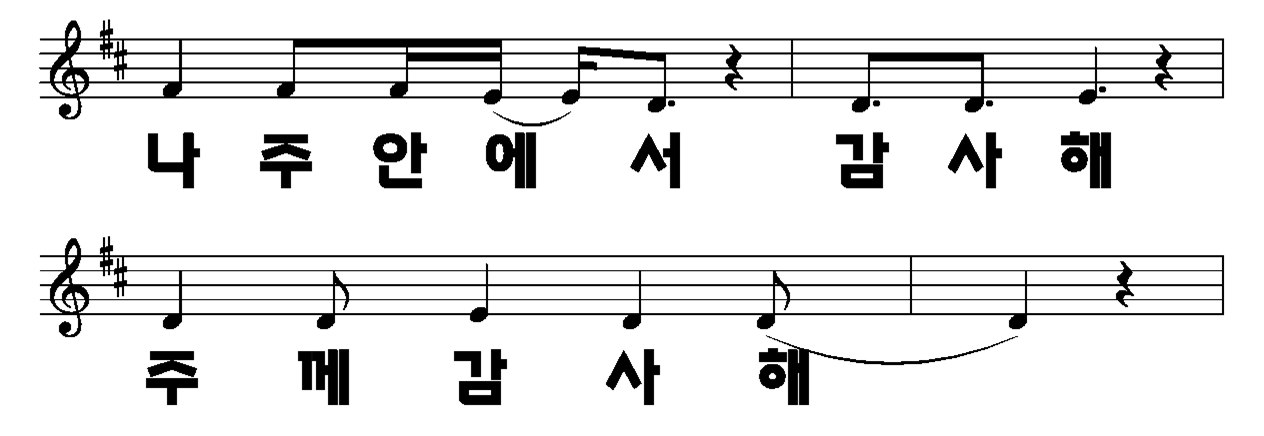 나 주 안 에 서 감 사 해
주 께 감 사 해